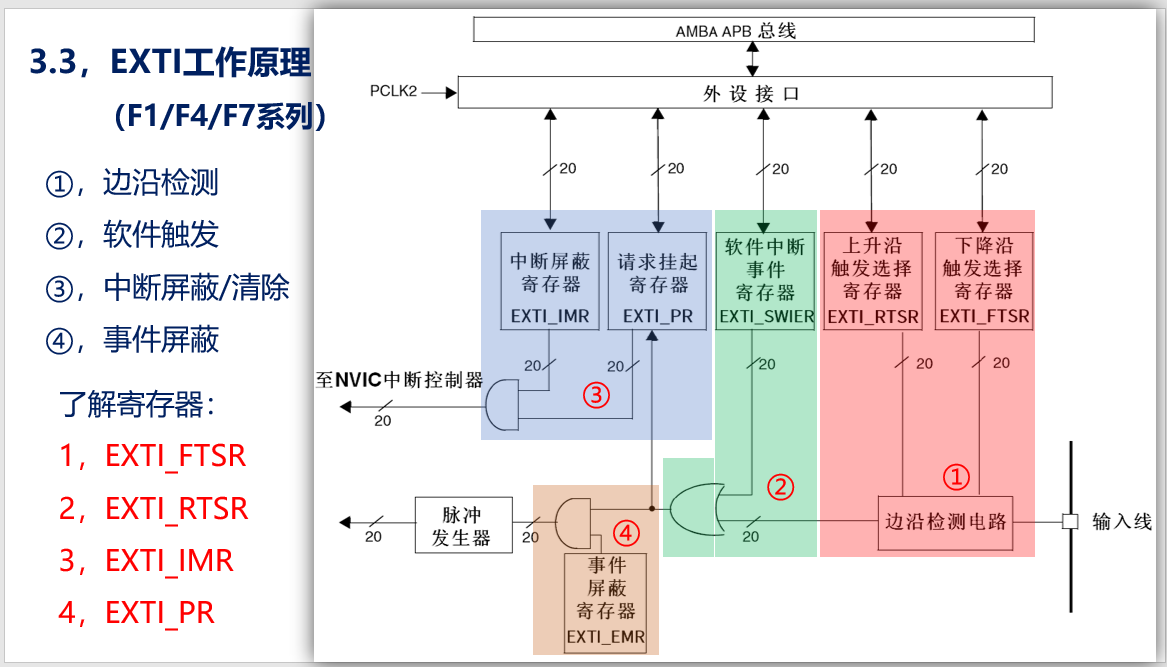 3.3，EXTI工作原理
（F1/F4/F7系列）
①，边沿检测
②，软件触发
③，中断屏蔽/清除
④，事件屏蔽
了解寄存器：
1，EXTI_FTSR
2，EXTI_RTSR
3，EXTI_IMR
4，EXTI_PR
AMBA APB 总线
PCLK2
外设接口
20
20
20
20
20
中断屏蔽
寄存器
EXTI_IMR
请求挂起
寄存器
EXTI_PR
软件中断
事件
寄存器
EXTI_SWIER
上升沿
触发选择
寄存器
EXTI_RTSR
下降沿
触发选择
寄存器
EXTI_FTSR
20
20
20
20
20
至NVIC中断控制器
20
③
②
①
脉冲
发生器
20
20
④
20
边沿检测电路
输入线
事件
屏蔽
寄存器
EXTI_EMR